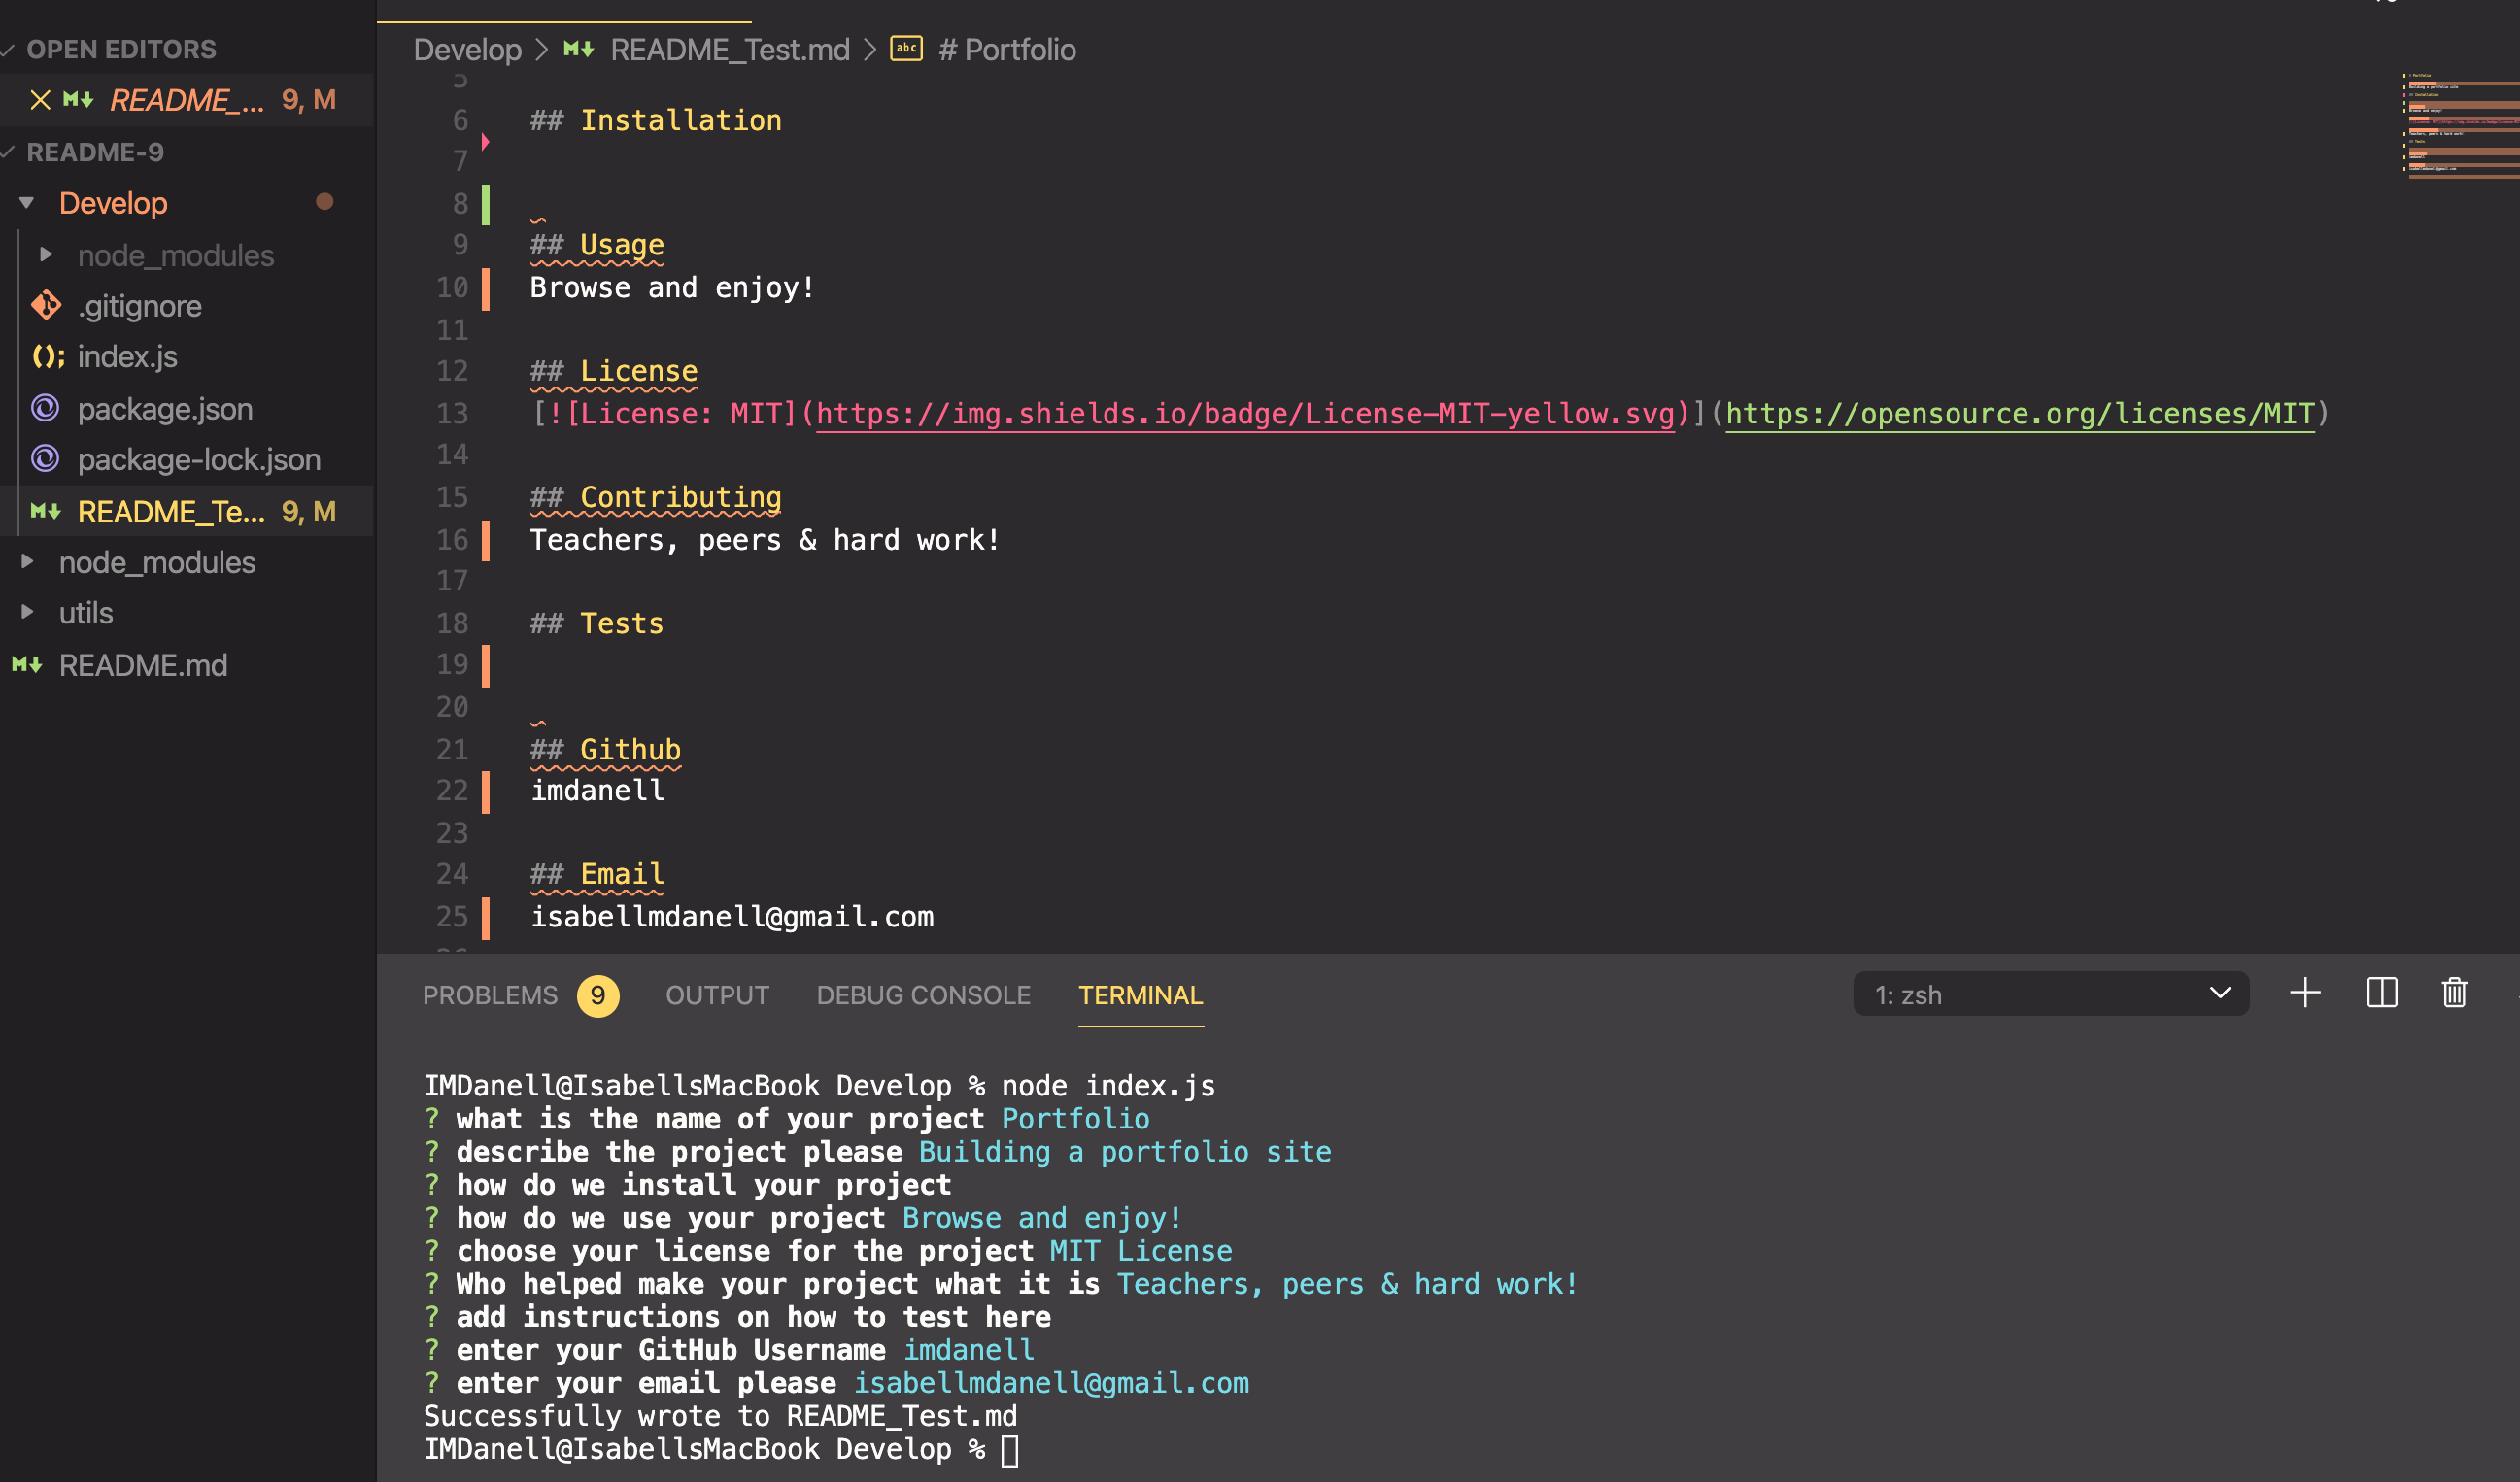 OPEN EDITORS
README_... 9, M
README-9
Develop
node_modules
.gitignore
index.js
package.json
package-lock.json
README_Te... 9, M
node_modules
utils
README.md
Develop > README_Test.md > abc # Portfolio
5
6 ## Installation
7
8
9 ## Usage
10 Browse and enjoy!
11
12 ## License
13 [![License: MIT](https://img.shields.io/badge/License-MIT-yellow.svg)](https://opensource.org/licenses/MIT)
14
15 ## Contributing
16 Teachers, peers & hard work!
17
18 ## Tests
19
20
21 ## Github
22 imdanell
23
24 ## Email
25 isabellmdanell@gmail.com
PROBLEMS 9 OUTPUT DEBUG CONSOLE TERMINAL 1: zsh
IMDanell@IsabellsMacBook Develop % node index.js
? what is the name of your project Portfolio
? describe the project please Building a portfolio site
? how do we install your project
? how do we use your project Browse and enjoy!
? choose your license for the project MIT License
? Who helped make your project what it is Teachers, peers & hard work!
? add instructions on how to test here
? enter your GitHub Username imdanell
? enter your email please isabellmdanell@gmail.com
Successfully wrote to README_Test.md
IMDanell@IsabellsMacBook Develop %